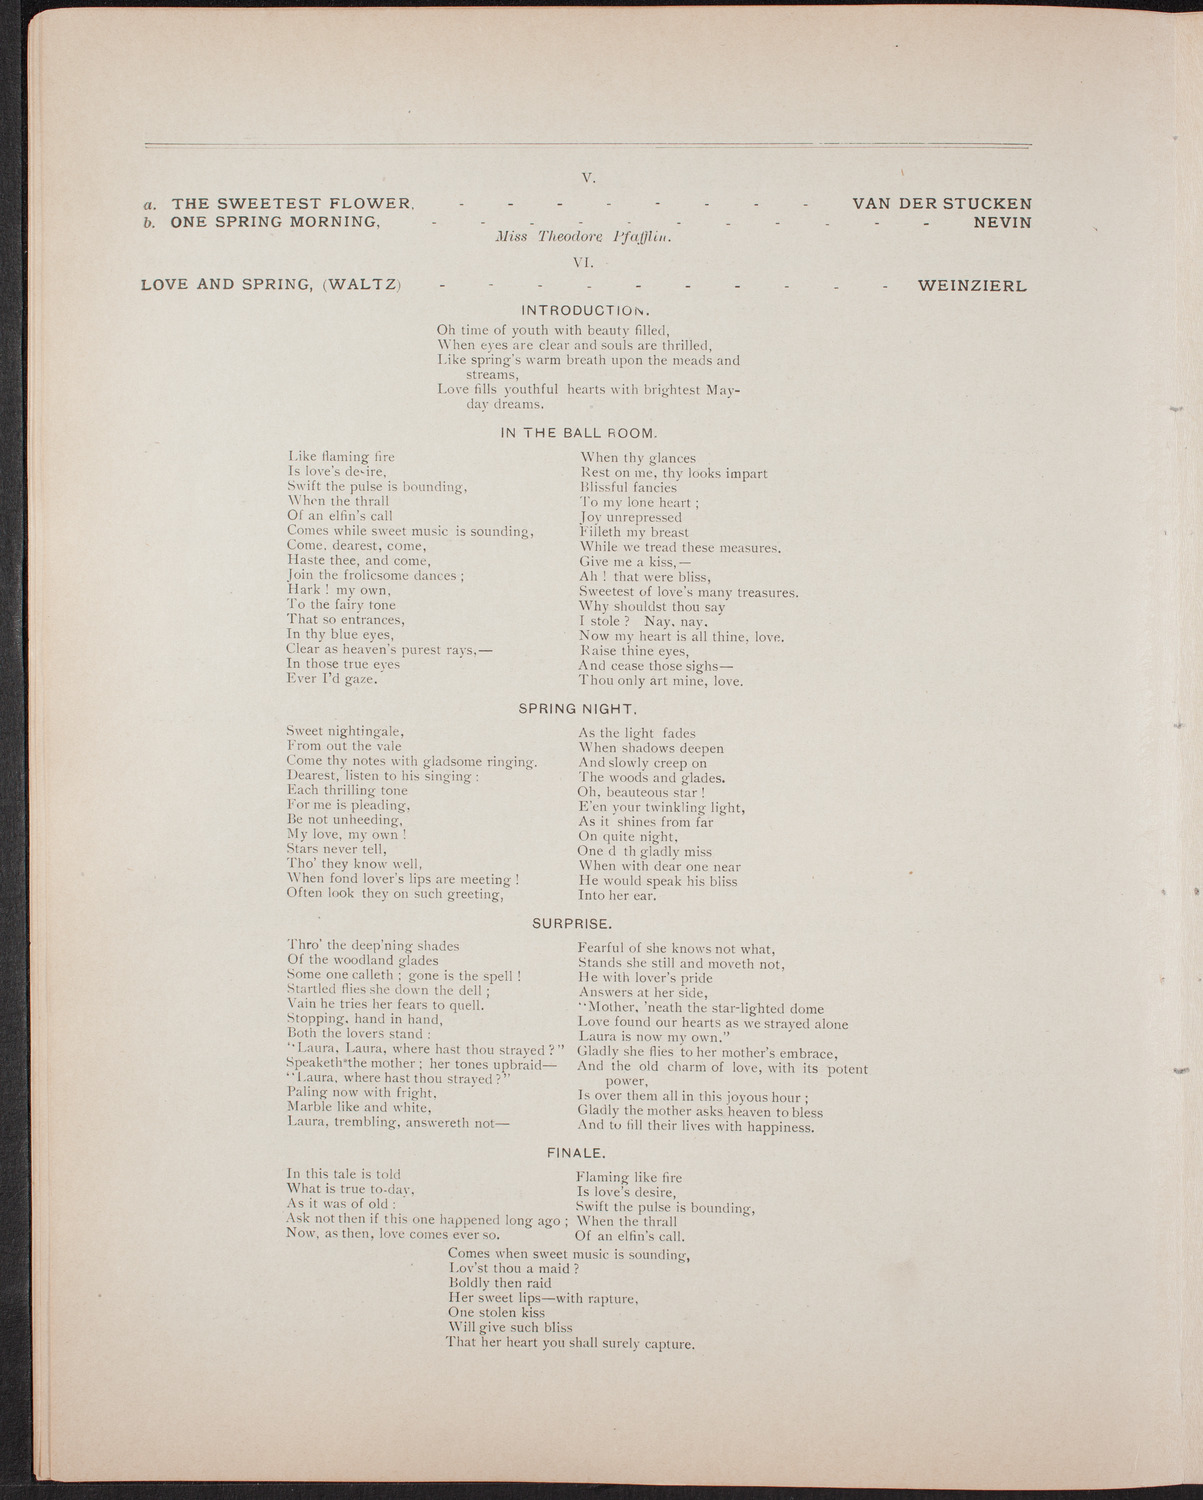 V.
a. THE SWEETEST FLOWER, - - - - - - - - VAN DER STUCKEN
b. ONE SPRING MORNING, - - - - - - - - - - - NEVIN
Miss Theodore Pfafflin.
VI.
LOVE AND SPRING, (WALTZ) - - - - - - - - - - WEINZIERL
INTRODUCTION.
Oh time of youth with beauty filled,
When eyes are clear and souls are thrilled,
Like spring's warm breath upon the meads and
streams,
Love fills youthful hearts with brightest May-
day dreams.
IN THE BALL ROOM.
Like flaming fire
Is love's desire,
Swift the pulse is bounding,
When the thrall
Of an elfin's call
Comes while sweet music is sounding,
Come, dearest, come,
Haste thee, and come,
Join the frolicsome dances ;
Hark ! my own,
To the fairy tone
That so entrances,
In thy blue eyes,
Clear as heaven's purest rays,—
In those true eyes
Ever I'd gaze.
When thy glances
Rest on me, thy looks impart
Blissful fancies
To my lone heart ;
Joy unrepressed
Filleth my breast
While we tread these measures.
Give me a kiss,—
Ah ! that were bliss,
Sweetest of love's many treasures.
Why shouldst thou say
I stole ? Nay, nay.
Now my heart is all thine, love.
Raise thine eyes,
And cease those sighs—
Thou only art mine, love.
SPRING NIGHT.
Sweet nightingale,
From out the vale
Come thy notes with gladsome ringing.
Dearest, listen to his singing :
Each thrilling tone
For me is pleading,
Be not unheeding,
My love, my own !
Stars never tell,
Tho' they know well,
When fond lover's lips are meeting !
Often look they on such greeting,
As the light fades
When shadows deepen
And slowly creep on
The woods and glades.
Oh, beauteous star !
E'en your twinkling light,
As it shines from far
On quite night,
One d th gladly miss
When with dear one near
He would speak his bliss
Into her ear.
SURPRISE.
Thro' the deep'ning shades
Of the woodland glades
Some one calleth ; gone is the spell !
Startled flies she down the dell ;
Vain he tries her fears to quell.
Stopping, hand in hand,
Both the lovers stand :
"Laura, Laura, where hast thou strayed ?"
Speaketh the mother ; her tones upbraid—
"Laura, where hast thou strayed ?"
Paling now with fright,
Marble like and white,
Laura, trembling, answereth not—
Fearful of she knows not what,
Stands she still and moveth not,
He with lover's pride
Answers at her side,
"Mother, 'neath the star-lighted dome
Love found our hearts as we strayed alone
Laura is now my own."
Gladly she flies to her mother's embrace,
And the old charm of love, with its potent
power,
Is over them all in this joyous hour ;
Gladly the mother asks heaven to bless
And to fill their lives with happiness.
FINALE.
In this tale is told
What is true to-day,
As it was of old ;
Ask not then if this one happened long ago ;
Now, as then, love comes ever so.
Flaming like fire
Is love's desire,
Swift the pulse is bounding,
When the thrall
Of an elfin's call.
Comes when sweet music is sounding,
Lov'st thou a maid ?
Boldly then raid
Her sweet lips—with rapture,
One stolen kiss
Will give such bliss
That her heart you shall surely capture.